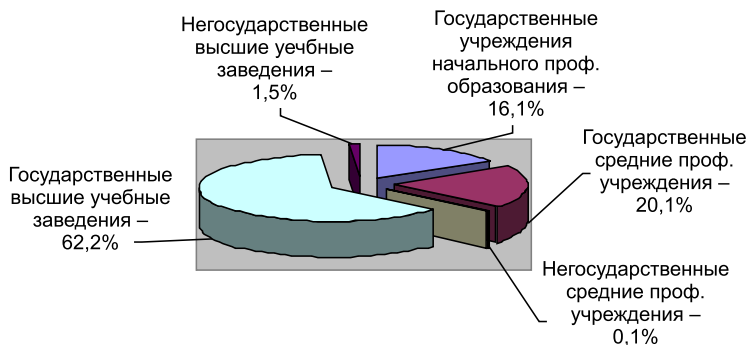 Негосударственные
высшие уечбные
заведения –
1,5%
Государственные
учреждения
начального проф.
образования –
16,1%
Государственные
средние проф.
учреждения –
20,1%
Государственные
высшие учебные
заведения –
62,2%
Негосударственные
средние проф.
учреждения –
0,1%